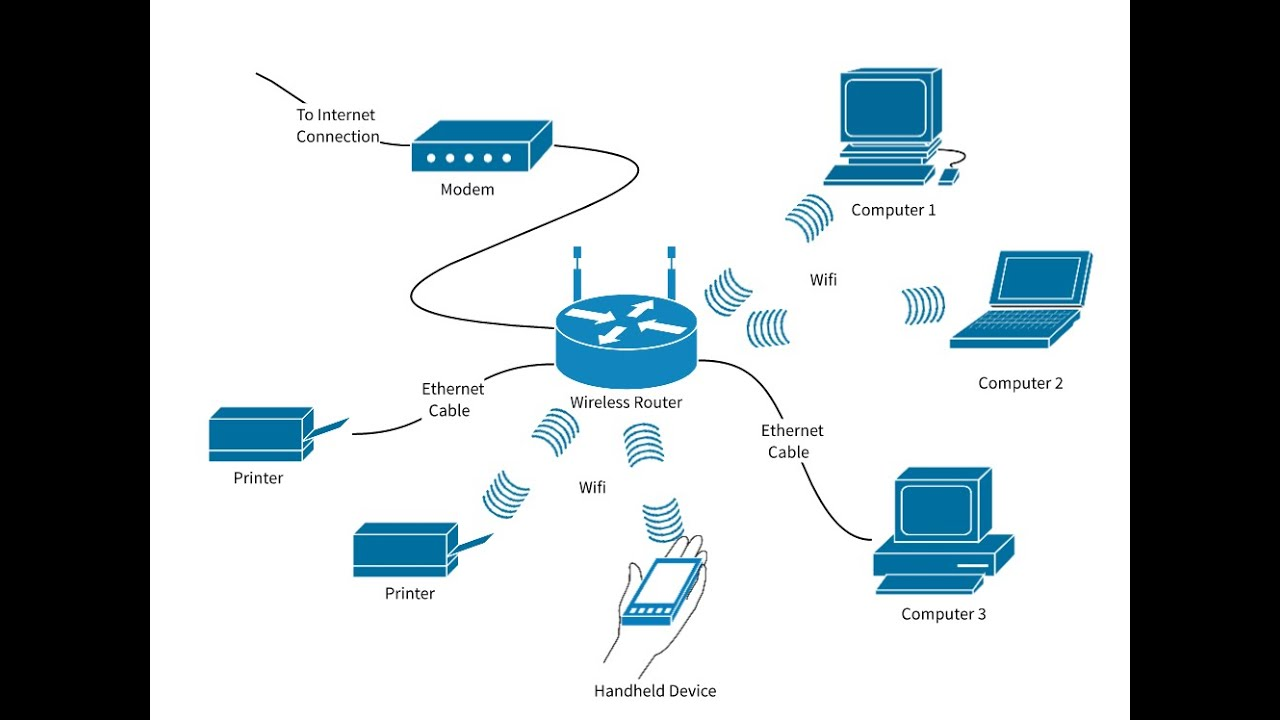 To Internet
Connection
Modem
Computer 1
Wifi
Computer 2
Ethernet
Cable
Wireless Router
Ethernet
Cable
Printer
Wifi
Printer
Computer 3
Handheld Device